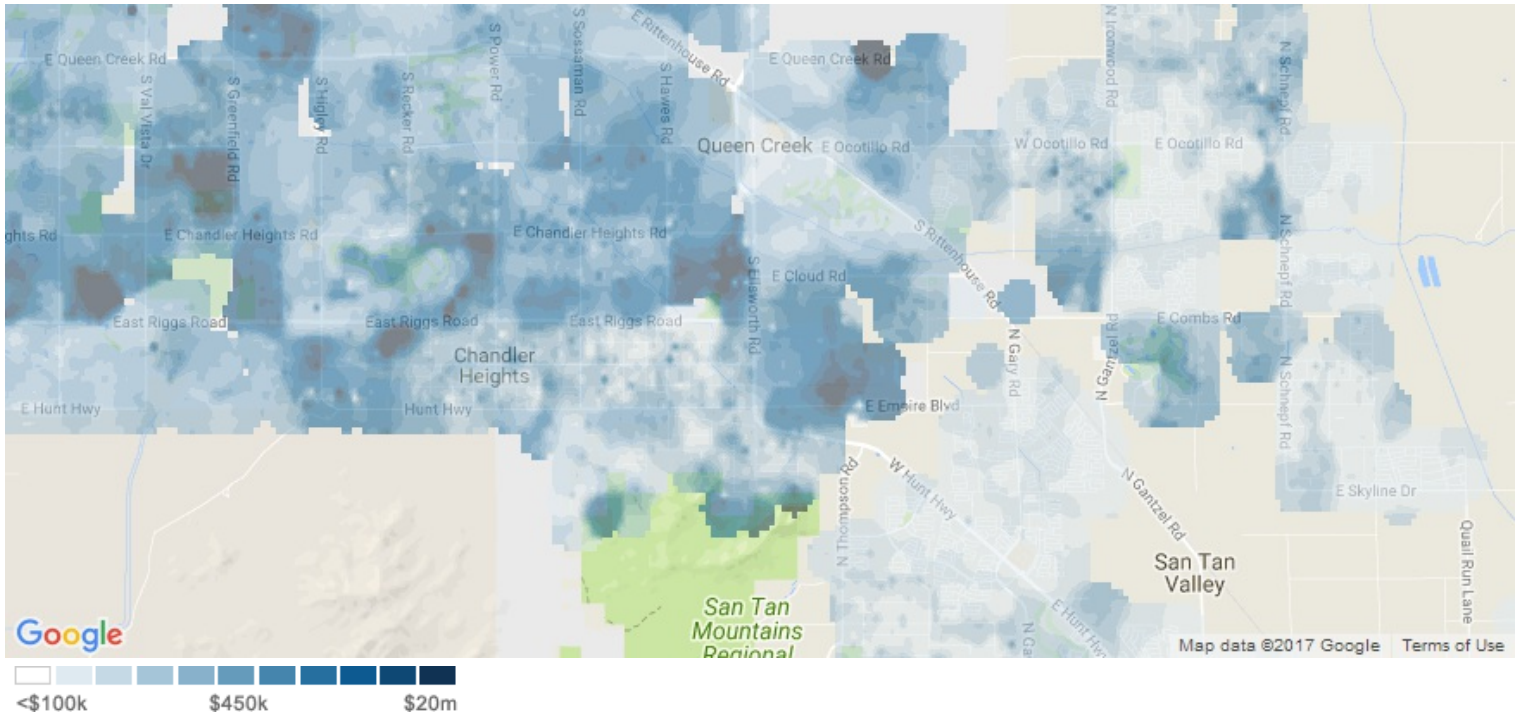 E Queen Creek Rd
S Val Vista Dr
S Greenfield Rd
S Higley Rd
S Recker Rd
S Power Rd
S Sossaman Rd
E Rittenhouse Rd
S Hawes Rd
E Queen Creek Rd
N Ironwood Rd
N Schnepf Rd
Queen Creek
E Ocotillo Rd
W Ocotillo Rd
E Ocotillo Rd
ghts Rd
E Chandler Heights Rd
E Chandler Heights Rd
S Rittenhouse Rd
N Schnepf Rd
E Cloud Rd
S Ellsworth Rd
East Riggs Road
East Riggs Road
East Riggs Road
E Combs Rd
Chandler
Heights
N Gary Rd
N Gantzel Rd
N Schnepf Rd
E Hunt Hwy
Hunt Hwy
E Empire Blvd
W Hunt Hwy
N Thompson Rd
N Gantzel Rd
E Skyline Dr
Quail Run Lane
San Tan
Valley
San Tan
Mountains
Regional
E Hunt Hwy
N Ga
Google
Map data ©2017 Google
Terms of Use
<$100k
$450k
$20m